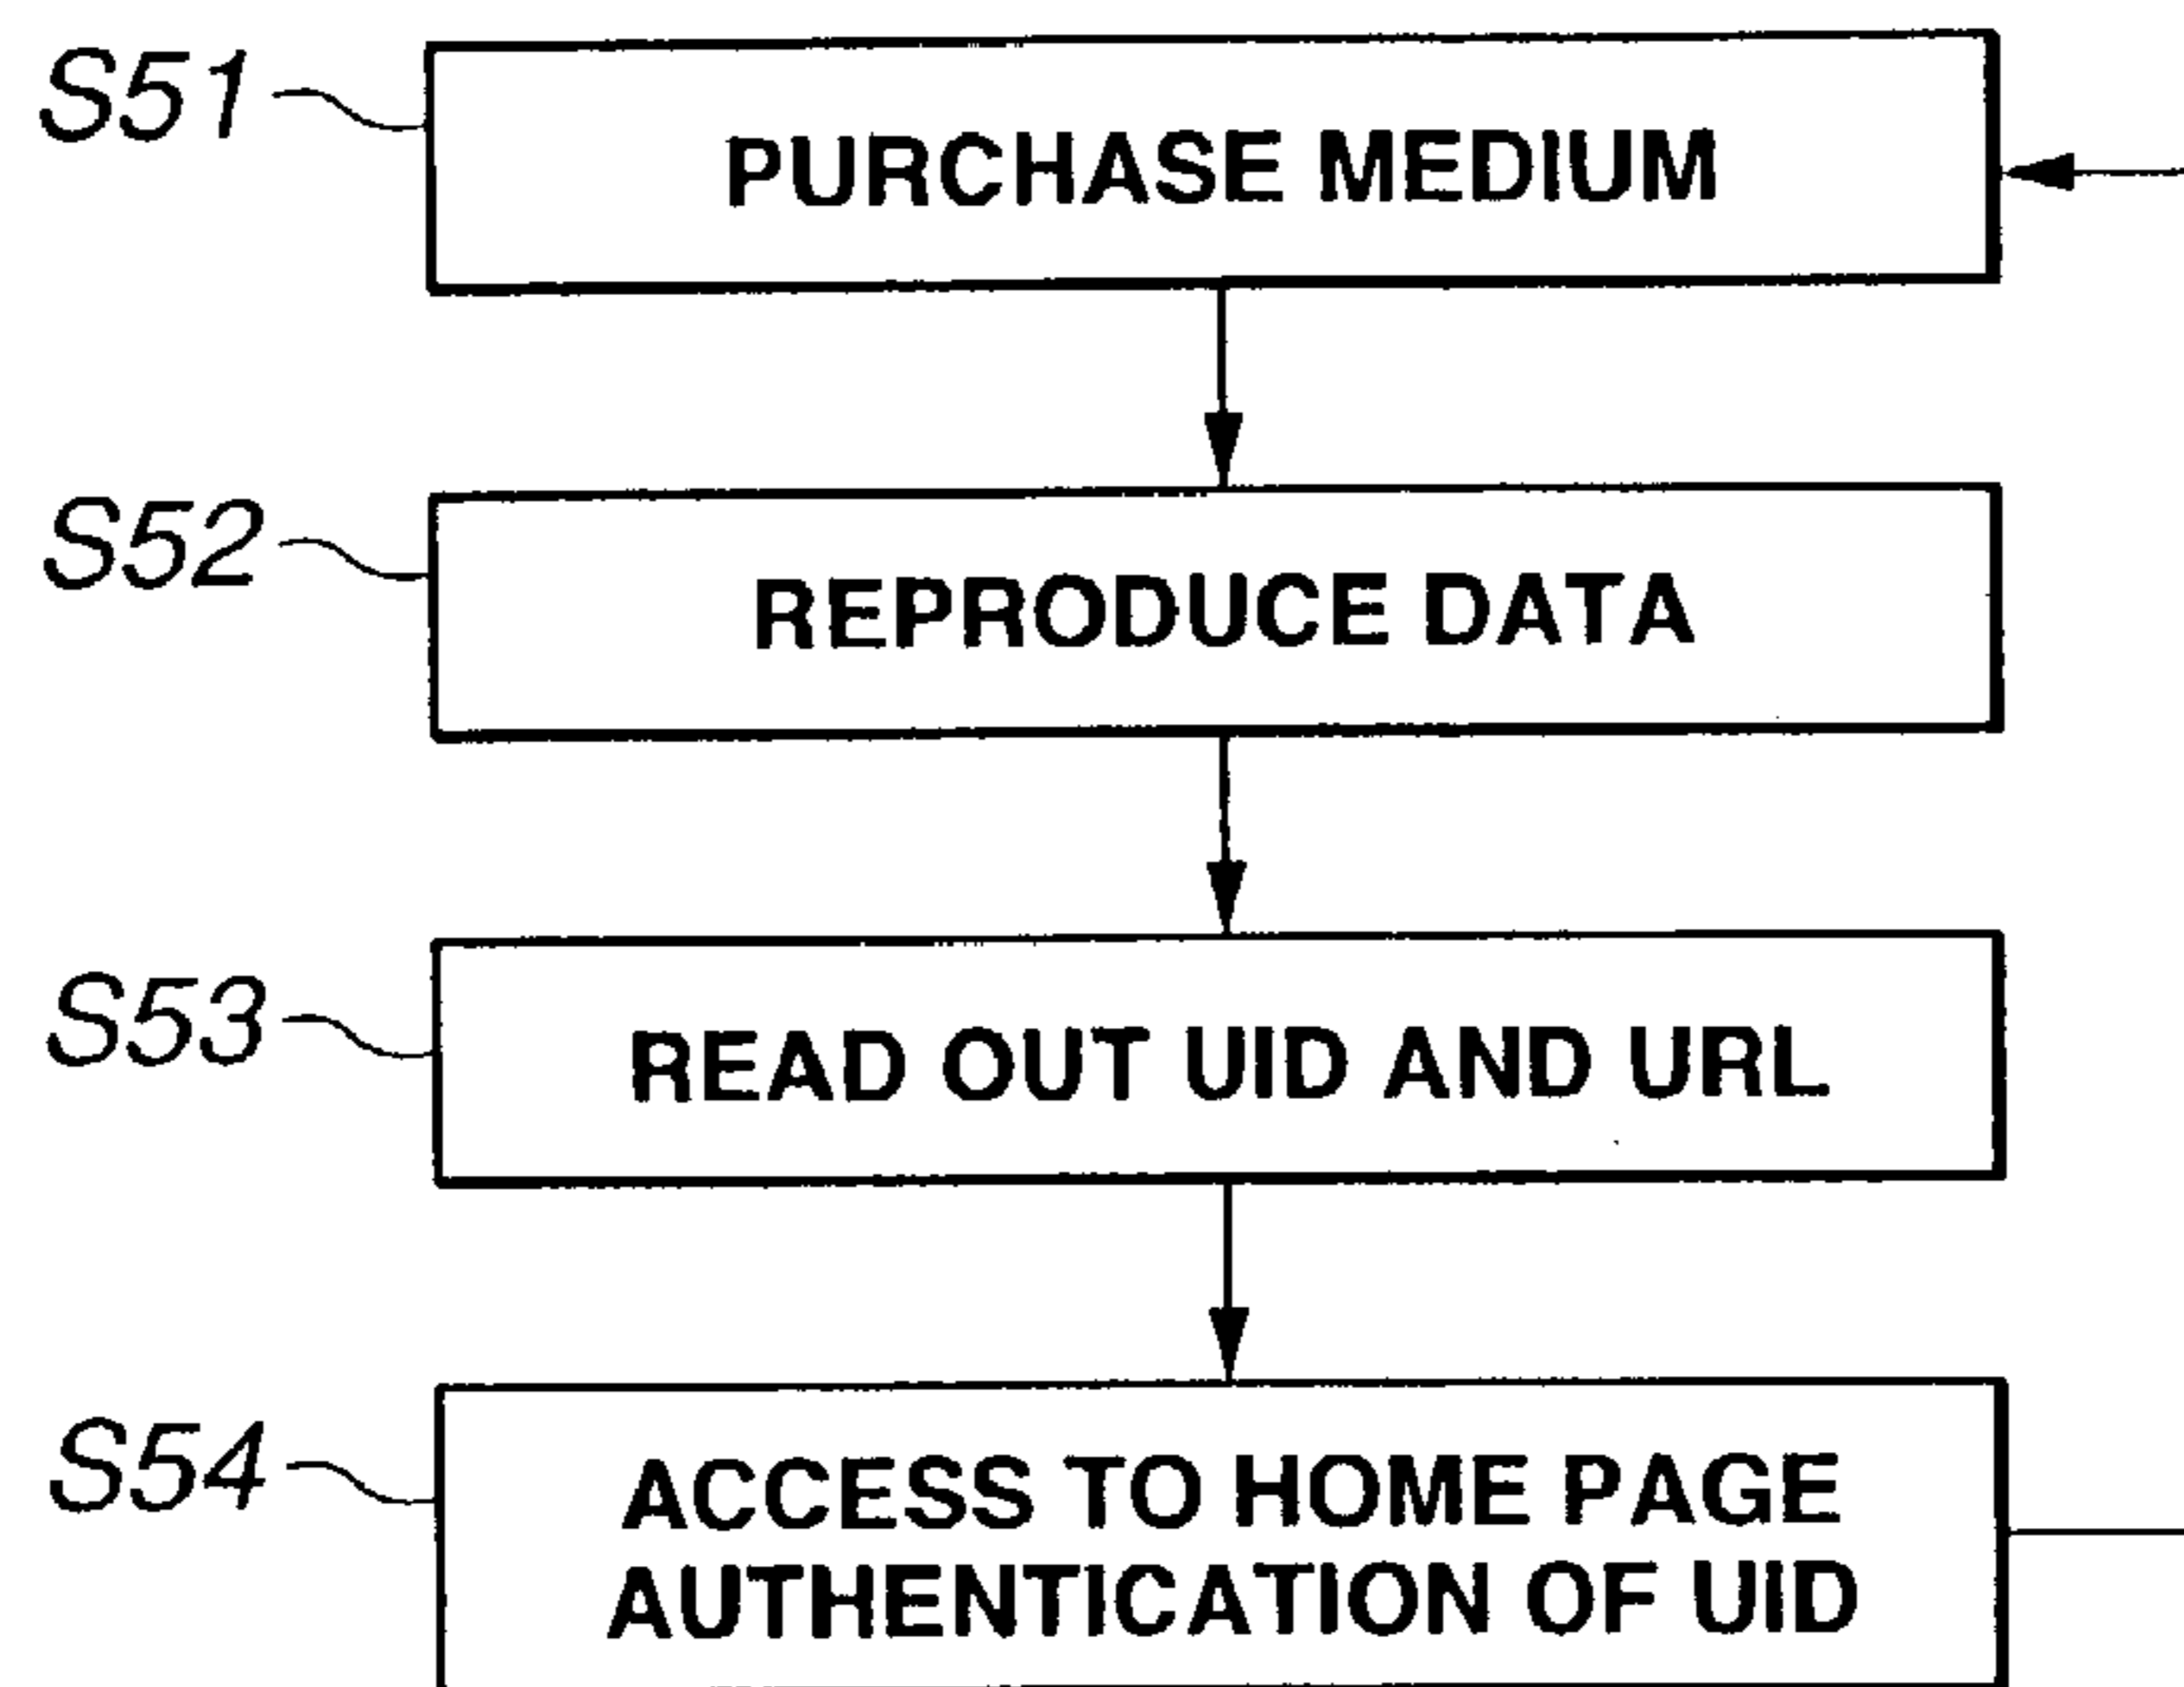 S51
PURCHASE MEDIUM
S52
REPRODUCE DATA
S53
READ OUT UID AND URL
S54
ACCESS TO HOME PAGE
AUTHENTICATION OF UID